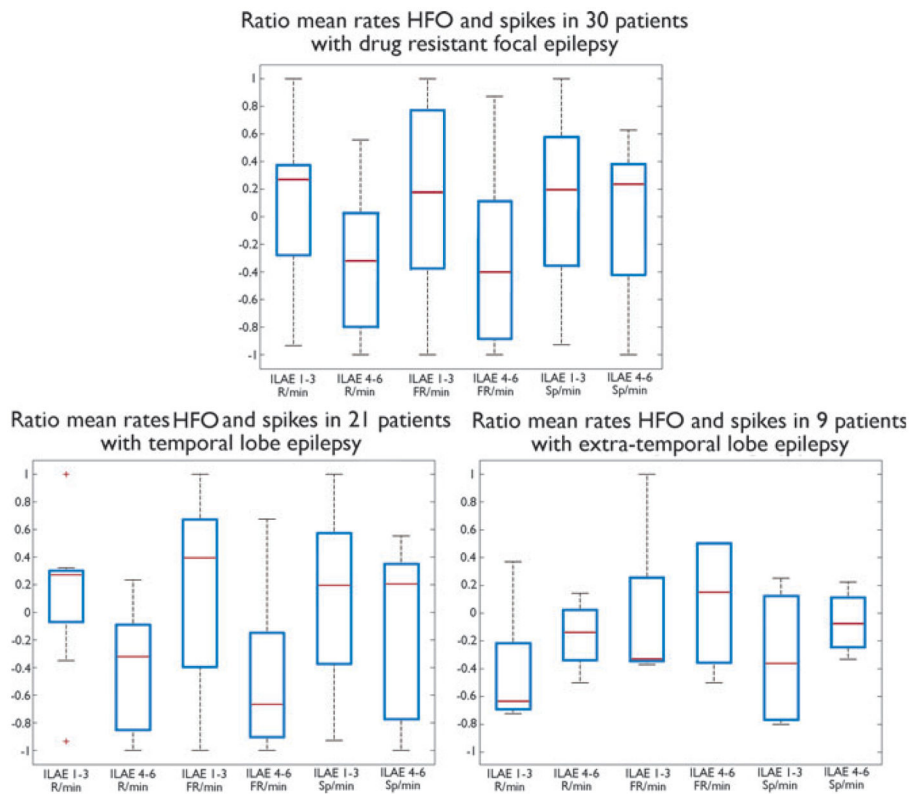 Ratio mean rates HFO and spikes in 30 patients
with drug resistant focal epilepsy
1
0.8
0.6
0.4
0.2
0
-0.2
-0.4
-0.6
-0.8
-1
ILAE 1-3 ILAE 4-6 ILAE 1-3 ILAE 4-6 ILAE 1-3 ILAE 4-6
R/min R/min FR/min FR/min Sp/min Sp/min
Ratio mean rates HFO and spikes in 21 patients
with temporal lobe epilepsy
1
0.8
0.6
0.4
0.2
0
-0.2
-0.4
-0.6
-0.8
-1
ILAE 1-3 ILAE 4-6 ILAE 1-3 ILAE 4-6 ILAE 1-3 ILAE 4-6
R/min R/min FR/min FR/min Sp/min Sp/min
Ratio mean rates HFO and spikes in 9 patients
with extra-temporal lobe epilepsy
1
0.8
0.6
0.4
0.2
0
-0.2
-0.4
-0.6
-0.8
-1
ILAE 1-3 ILAE 4-6 ILAE 1-3 ILAE 4-6 ILAE 1-3 ILAE 4-6
R/min R/min FR/min FR/min Sp/min Sp/min